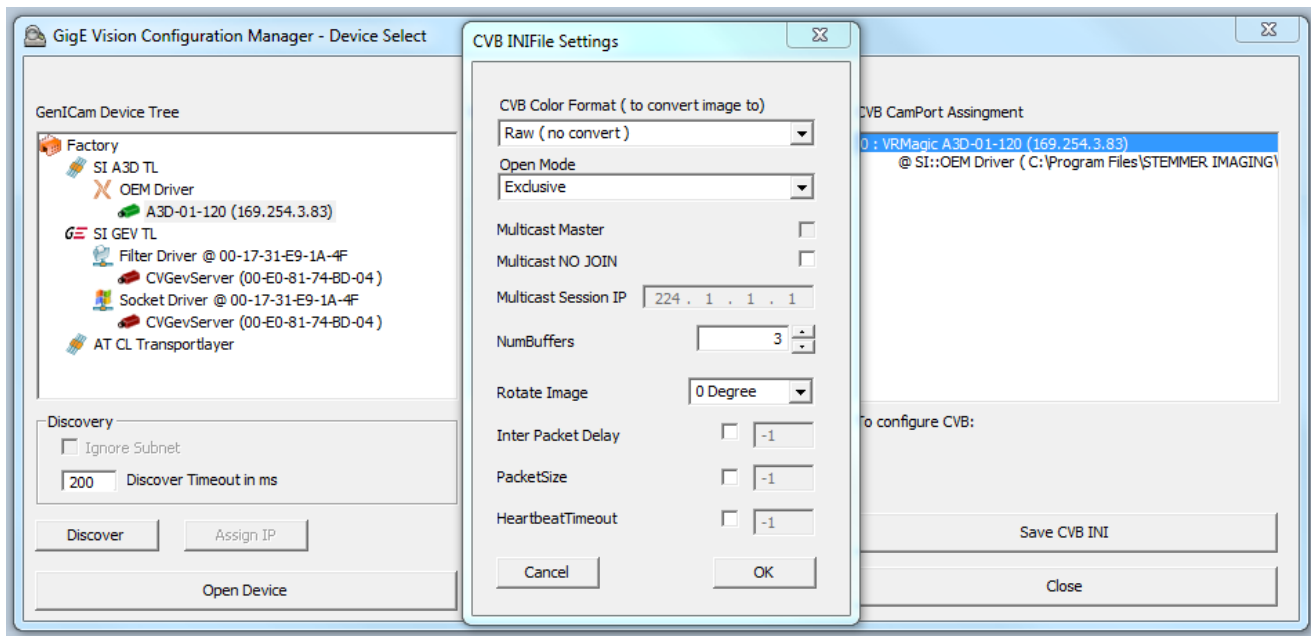 GigE Vision Configuration Manager - Device Select
GenICam Device Tree
Factory
SI A3D TL
OEM Driver
A3D-01-120 (169.254.3.83)
GE SI GEV TL
Filter Driver @ 00-17-31-E9-1A-4F
CVGevServer (00-E0-81-74-BD-04 )
Socket Driver @ 00-17-31-E9-1A-4F
CVGevServer (00-E0-81-74-BD-04 )
AT CL Transportlayer
Discovery
Ignore Subnet
200 Discover Timeout in ms
Discover Assign IP
Open Device
CVB INIFile Settings
CVB Color Format ( to convert image to)
Raw ( no convert )
Open Mode
Exclusive
Multicast Master
Multicast NO JOIN
Multicast Session IP 224 . 1 . 1 . 1
NumBuffers 3
Rotate Image 0 Degree
Inter Packet Delay -1
PacketSize -1
HeartbeatTimeout -1
Cancel OK
CVB CamPort Assingment
0 : VRMagic A3D-01-120 (169.254.3.83)
@ SI::OEM Driver ( C:\Program Files\STEMMER IMAGING\
To configure CVB:
Save CVB INI
Close